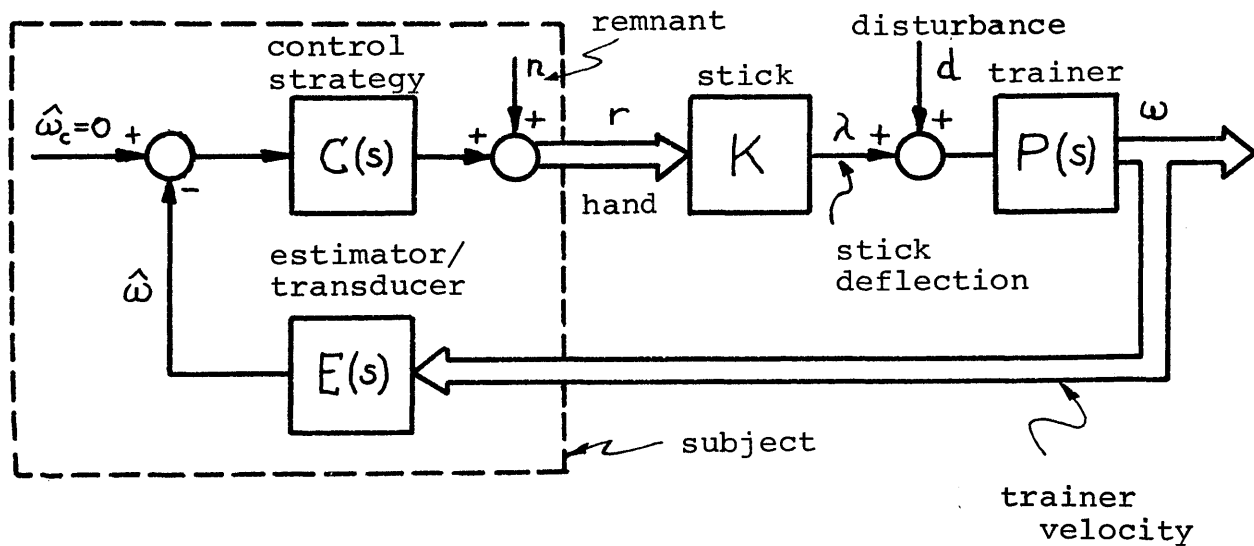 remnant
control
strategy
n
disturbance
d
stick
trainer
ω̂c=0
+
-
C(s)
+
+
r
hand
K
λ
+
+
P(s)
ω
stick
deflection
estimator/
transducer
ω̂
E(s)
subject
trainer
velocity